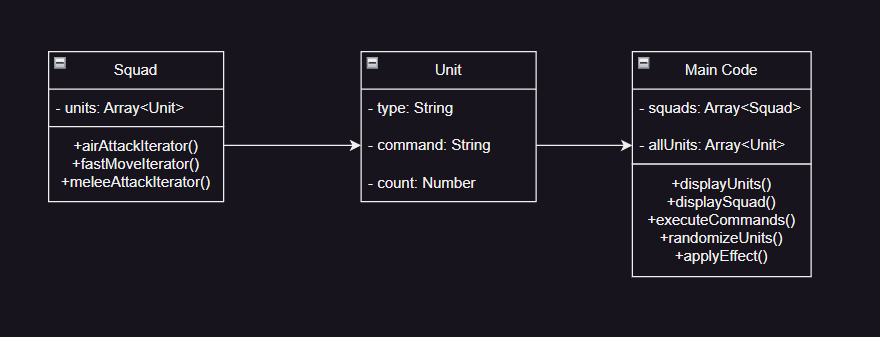 Squad
- units: Array<Unit>
+airAttackIterator()
+fastMoveIterator()
+meleeAttackIterator()
Unit
- type: String
- command: String
- count: Number
Main Code
- squads: Array<Squad>
- allUnits: Array<Unit>
+displayUnits()
+displaySquad()
+executeCommands()
+randomizeUnits()
+applyEffect()